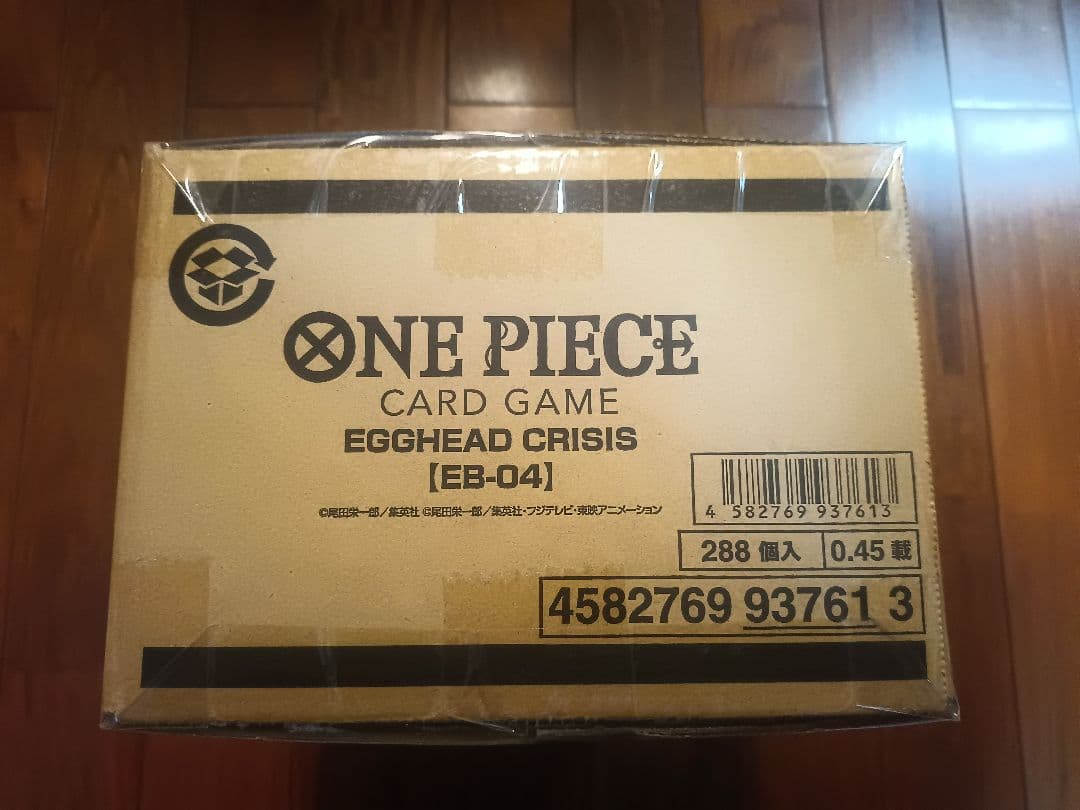 ONE PIECE
CARD GAME
EGGHEAD CRISIS
【EB-04】
©尾田栄一郎／集英社 ©尾田栄一郎／集英社・フジテレビ・東映アニメーション
4 582769 937613
288 個入 0.45 載
4582769 93761 3